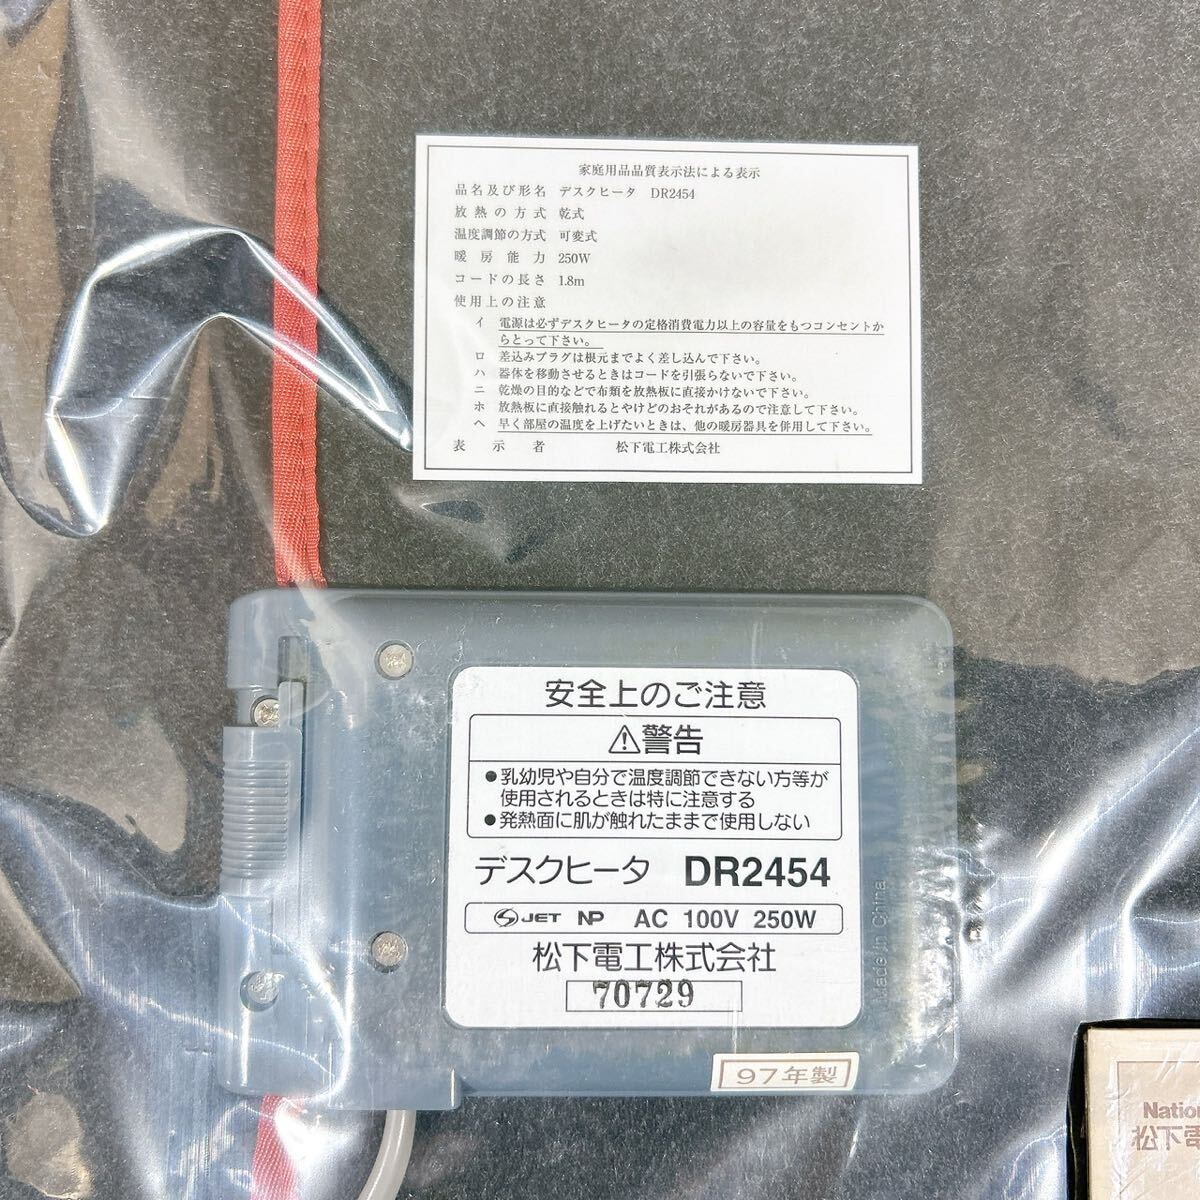 家庭用品品質表示法による表示
品名及び形名 デスクヒータ DR2454
放熱の方式 乾式
温度調節の方式 可変式
暖房能力 250W
コードの長さ 1.8m
使用上の注意
イ 電源は必ずデスクヒータの定格消費電力以上の容量をもつコンセントか
らとって下さい。
ロ 差込みプラグは根元までよく差し込んで下さい。
ハ 器体を移動させるときはコードを引張らないで下さい。
ニ 乾燥の目的などで布類を放熱板に直接かけないで下さい。
ホ 放熱板に直接触れるとやけどのおそれがあるので注意して下さい。
ヘ 早く部屋の温度を上げたいときは、他の暖房器具を併用して下さい。
表示者 松下電工株式会社
安全上のご注意
⚠警告
●乳幼児や自分で温度調節できない方等が
使用されるときは特に注意する
●発熱面に肌が触れたままで使用しない
デスクヒータ DR2454
JET NP AC 100V 250W
松下電工株式会社
70729
Made in China
97年製
Nation
松下電